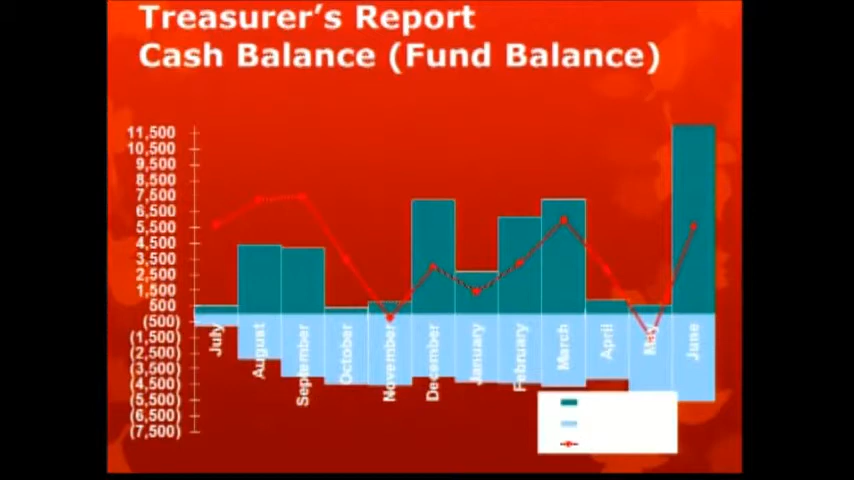 Treasurer's Report
Cash Balance (Fund Balance)
11,500
10,500
9,500
8,500
7,500
6,500
5,500
4,500
3,500
2,500
1,500
500
(500)
(1,500)
(2,500)
(3,500)
(4,500)
(5,500)
(6,500)
(7,500)
July
August
September
October
November
December
January
February
March
April
May
June